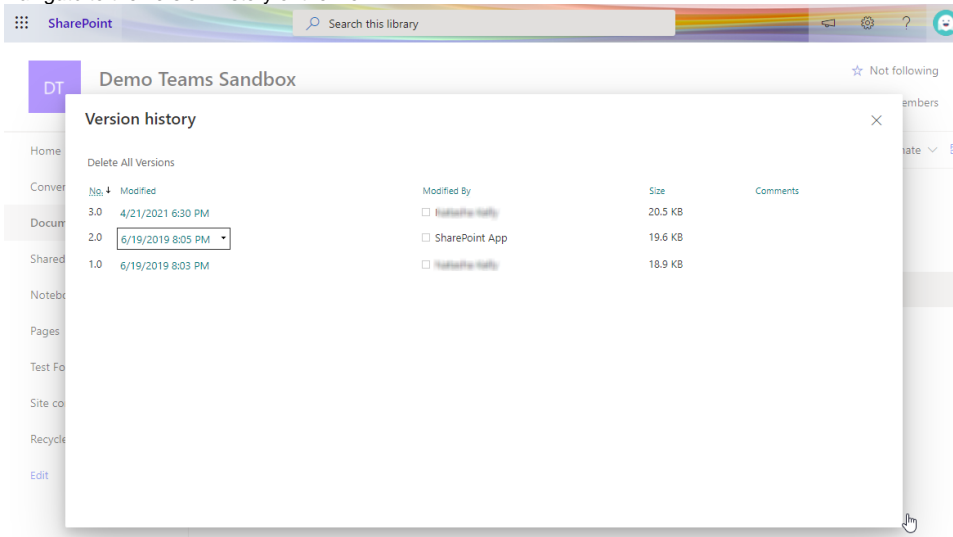 SharePoint
Search this library
?
DT
Demo Teams Sandbox
Not following
embers
Version history
Home
nate
Delete All Versions
Conver
No. Modified Modified By Size Comments
3.0 4/21/2021 6:30 PM 20.5 KB
Docum
2.0 6/19/2019 8:05 PM SharePoint App 19.6 KB
Shared
1.0 6/19/2019 8:03 PM 18.9 KB
Notebo
Pages
Test Fo
Site co
Recycle
Edit